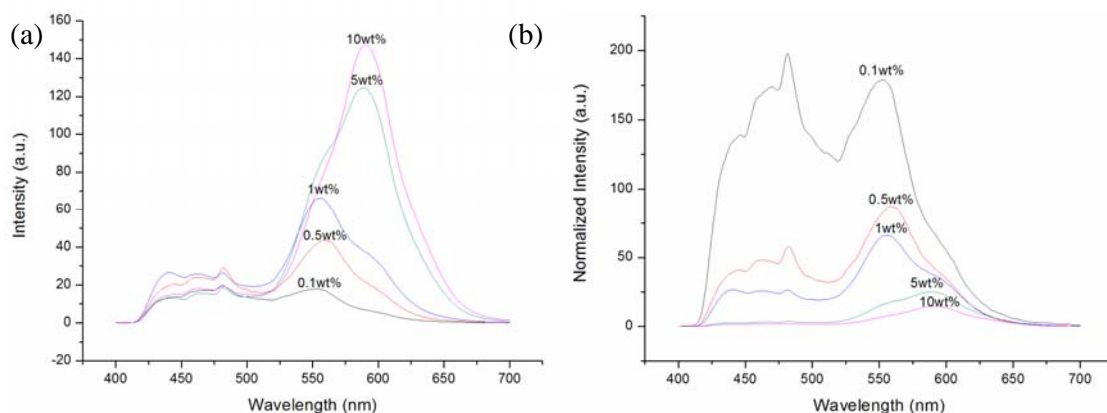 (a)
160
140
120
100
80
60
40
20
0
-20
Intensity (a.u.)
10wt%
5wt%
1wt%
0.5wt%
0.1wt%
400 450 500 550 600 650 700
Wavelength (nm)
(b)
200
150
100
50
0
Normalized Intensity (a.u.)
0.1wt%
0.5wt%
1wt%
5wt%
10wt%
400 450 500 550 600 650 700
Wavelength (nm)